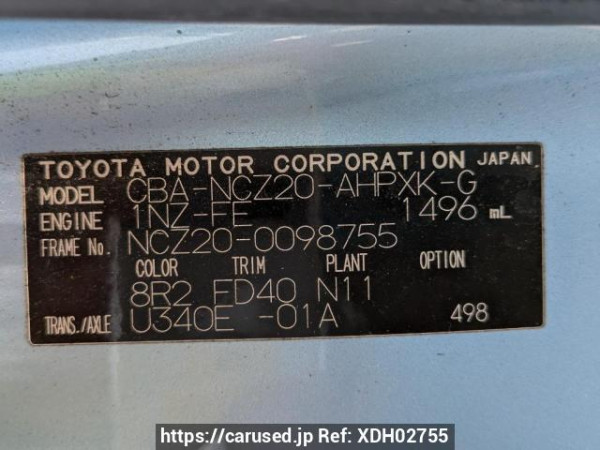 TOYOTA MOTOR CORPORATION JAPAN
MODEL CBA-NCZ20-AHPXK-G
ENGINE 1NZ-FE 1496 mL
FRAME No. NCZ20-0098755
COLOR TRIM PLANT OPTION
8R2 FD40 N11
TRANS./AXLE U340E -01A 498
https://carused.jp Ref: XDH02755